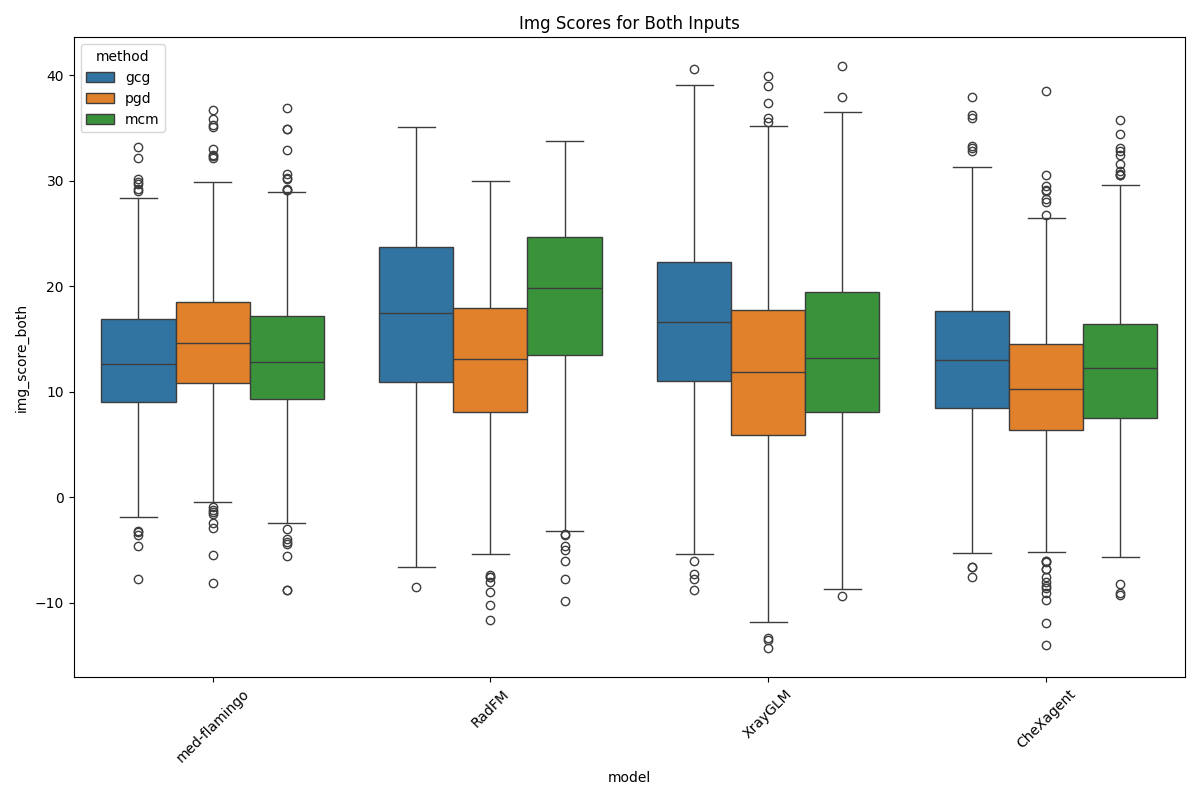 Img Scores for Both Inputs
method
gcg
pgd
mcm
img_score_both
40
30
20
10
0
−10
med-flamingo
RadFM
XrayGLM
CheXagent
model